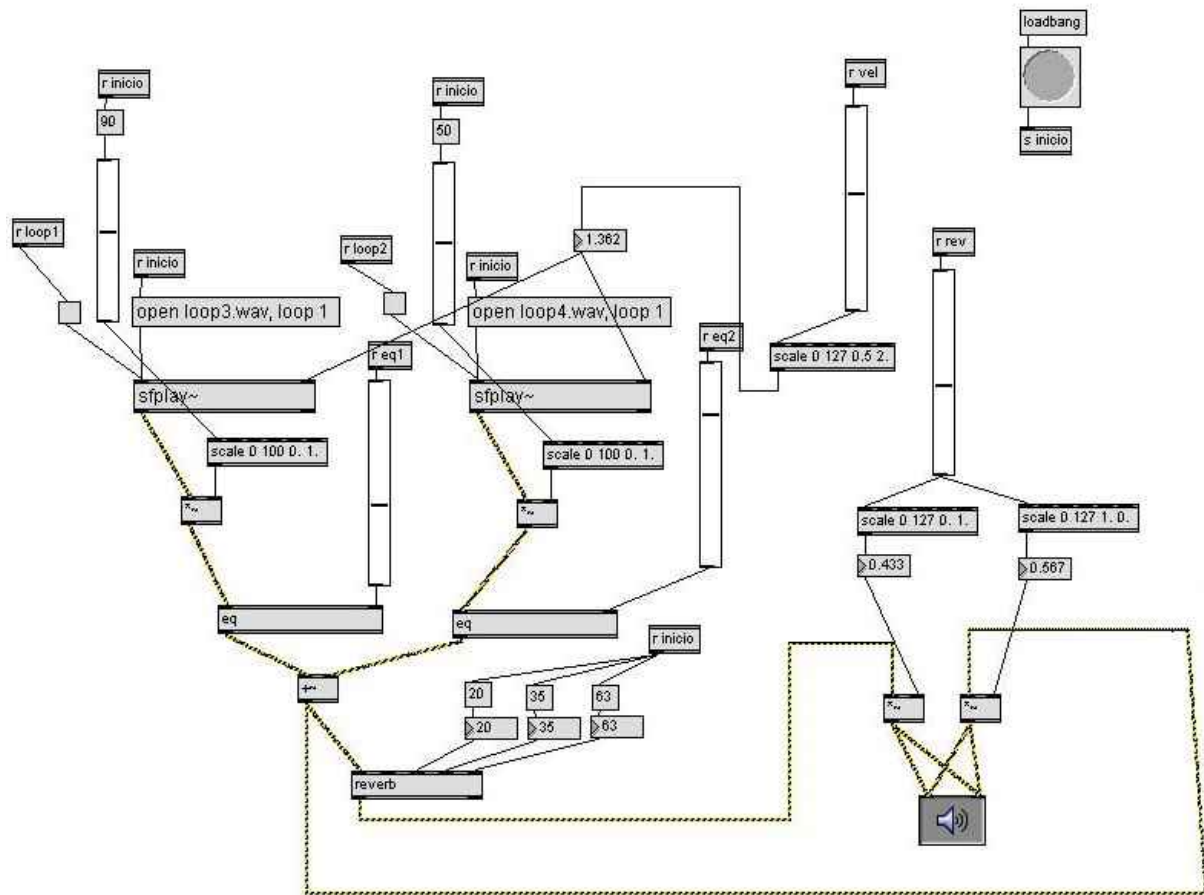 loadbang
r vel
r inicio
r inicio
90
50
s inicio
r loop1
r loop2
1.362
r rev
r inicio
r inicio
open loop3.wav, loop 1
open loop4.wav, loop 1
r eq1
r eq2
scale 0 127 0.5 2.
sfplay~
sfplay~
scale 0 100 0. 1.
scale 0 100 0. 1.
*~
*~
scale 0 127 0. 1.
scale 0 127 1. 0.
0.433
0.567
eq
eq
r inicio
+~
20
35
63
20
35
63
*~
*~
reverb